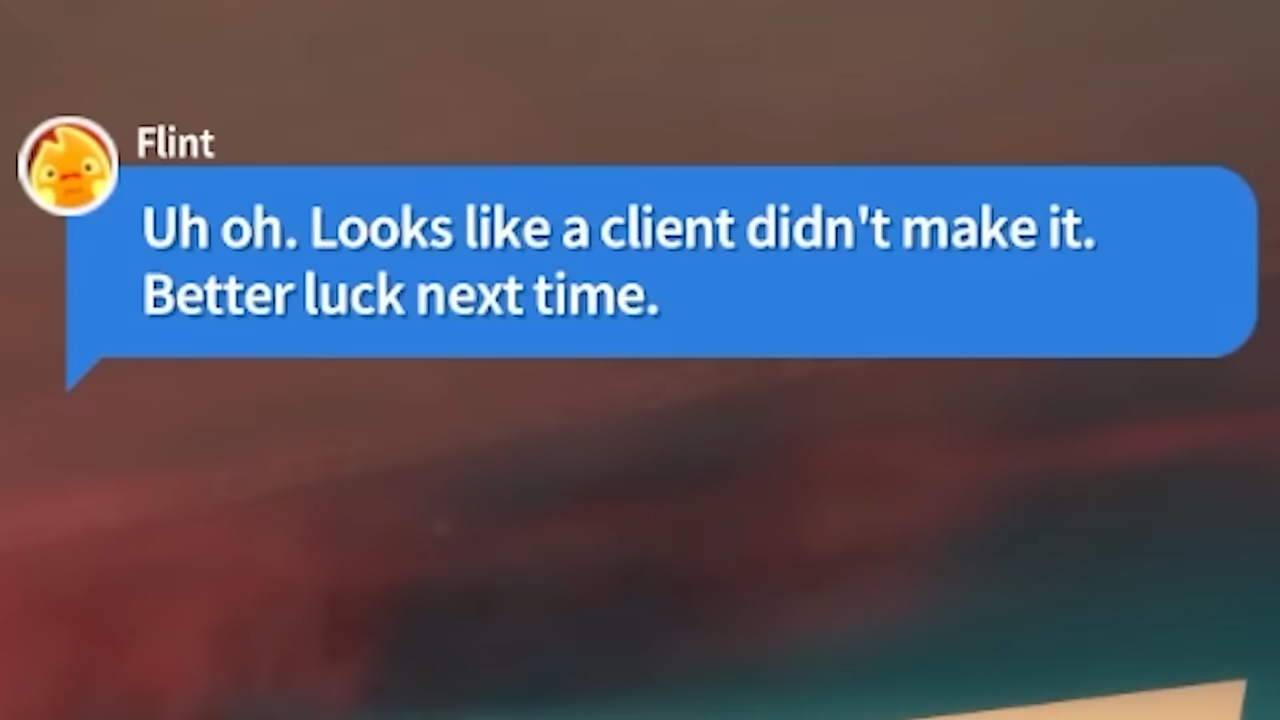 Flint
Uh oh. Looks like a client didn't make it.
Better luck next time.